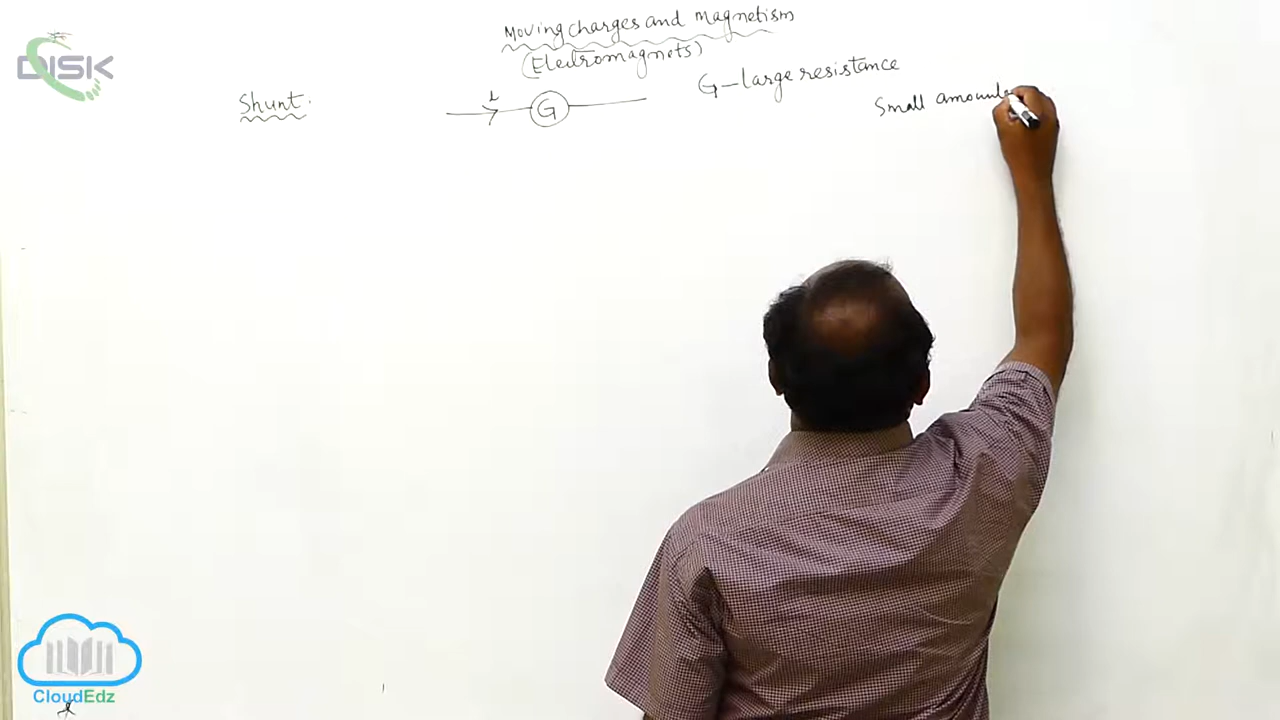 Moving charges and magnetism
(Electromagnets)
DISK
Shunt.
i
G
G – large resistance
Small amount
CloudEdz